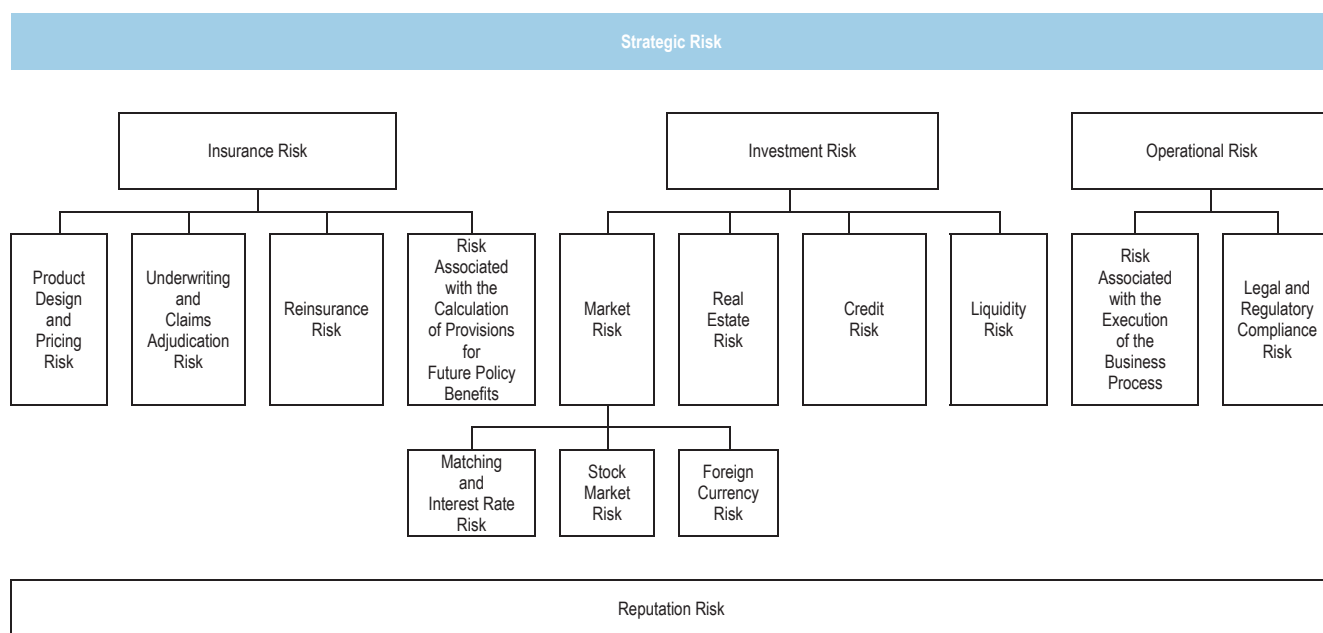 Strategic Risk
Insurance Risk
Investment Risk
Operational Risk
Product
Design
and
Pricing
Risk
Underwriting
and
Claims
Adjudication
Risk
Reinsurance
Risk
Risk
Associated
with the
Calculation
of Provisions
for
Future Policy
Benefits
Market
Risk
Real
Estate
Risk
Credit
Risk
Liquidity
Risk
Risk
Associated
with the
Execution
of the
Business
Process
Legal and
Regulatory
Compliance
Risk
Matching
and
Interest Rate
Risk
Stock
Market
Risk
Foreign
Currency
Risk
Reputation Risk